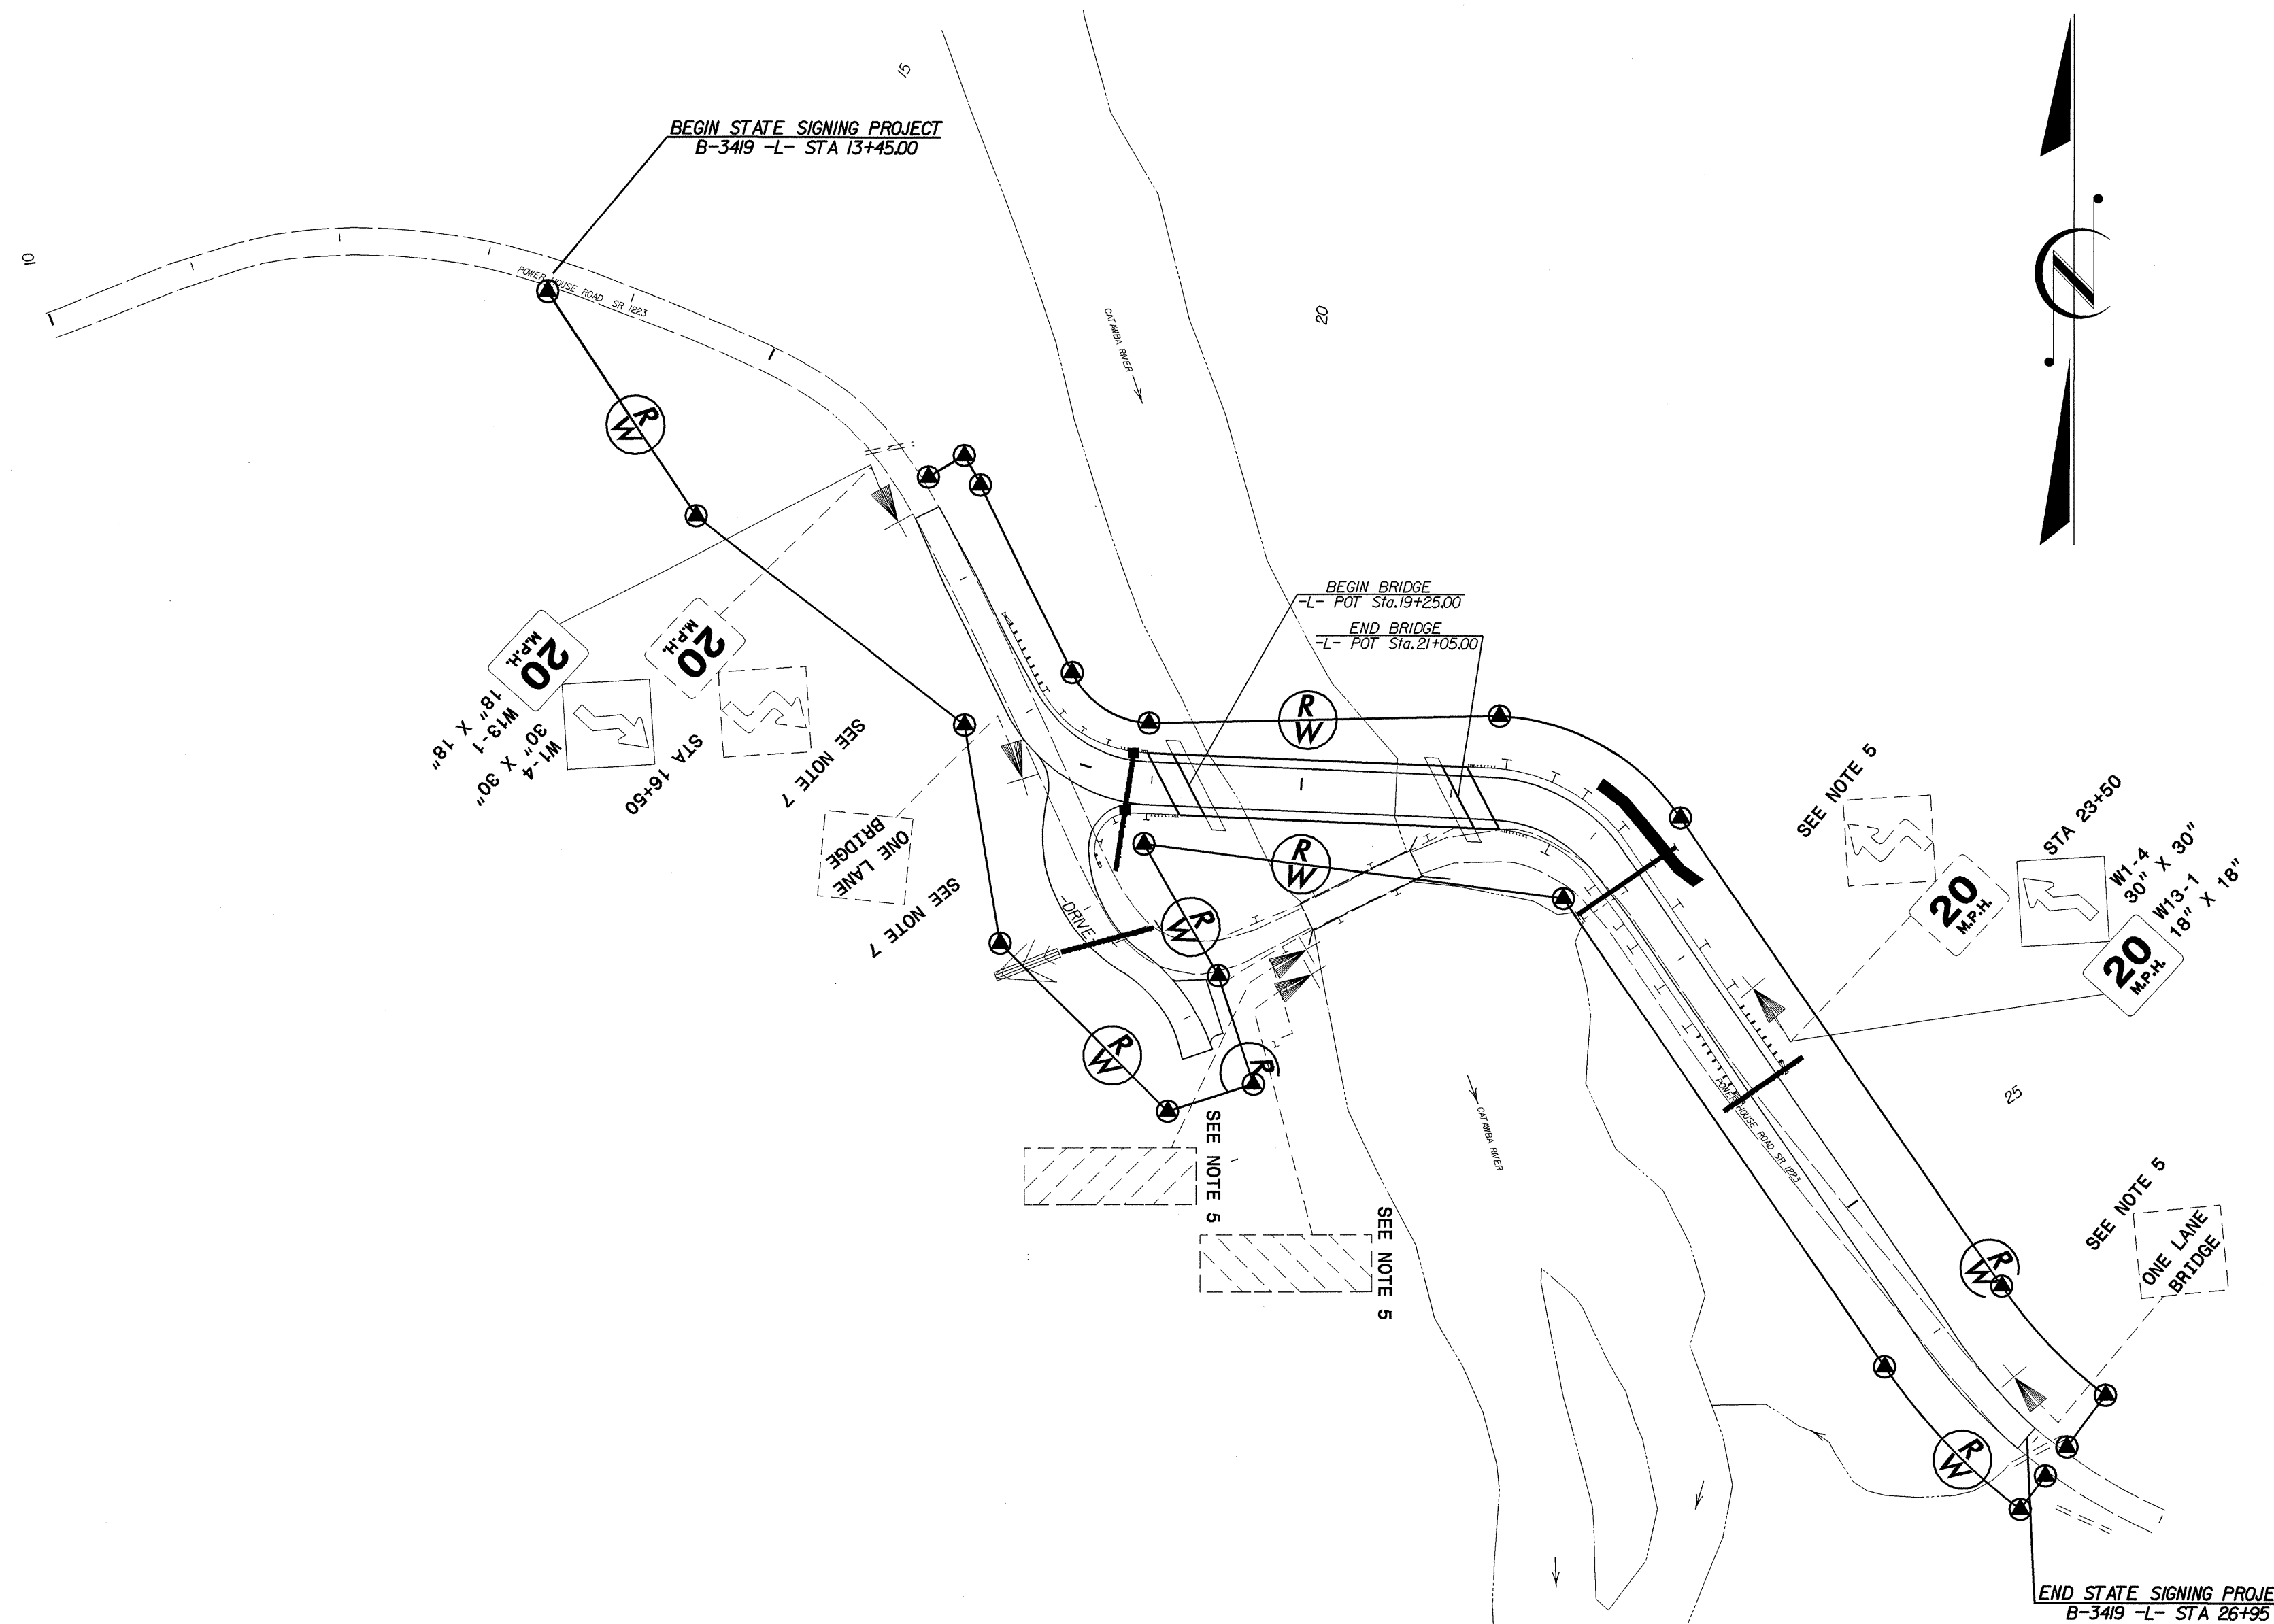 15
BEGIN STATE SIGNING PROJECT
B-3419 -L- STA 13+45.00
10
POWER HOUSE ROAD SR 1223
CATAWBA RIVER
20
N
R
W
BEGIN BRIDGE
-L- POT Sta.19+25.00
END BRIDGE
-L- POT Sta.21+05.00
R
W
20
M.P.H.
20
M.P.H.
W1-4
30" X 30"
W13-1
18" X 18"
STA 16+50
SEE NOTE 7
ONE LANE
BRIDGE
SEE NOTE 7
-DRIVE-
R
W
R
W
R
W
R
SEE NOTE 5
20
M.P.H.
STA 23+50
W1-4
30" X 30"
W13-1
18" X 18"
20
M.P.H.
SEE NOTE 5
SEE NOTE 5
CATAWBA RIVER
POWER HOUSE ROAD SR 1223
25
SEE NOTE 5
ONE LANE
BRIDGE
R
W
R
W
END STATE SIGNING PROJE
B-3419 -L- STA 26+95